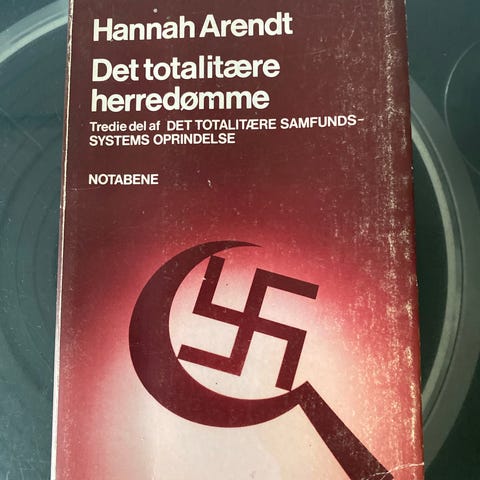 Hannah Arendt
Det totalitære
herredømme
Tredie del af DET TOTALITÆRE SAMFUNDS-
SYSTEMS OPRINDELSE
NOTABENE